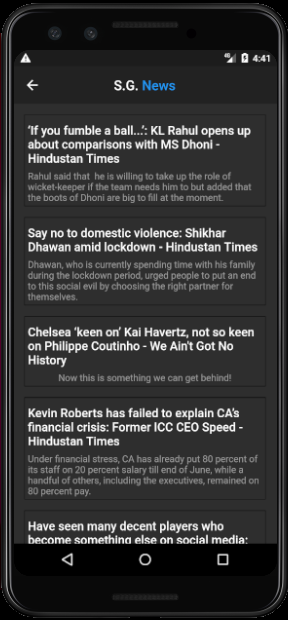 4:41
S.G. News
‘If you fumble a ball...’: KL Rahul opens up
about comparisons with MS Dhoni -
Hindustan Times
Rahul said that he is willing to take up the role of
wicket-keeper if the team needs him to but added that
the boots of Dhoni are big to fill at the moment.
Say no to domestic violence: Shikhar
Dhawan amid lockdown - Hindustan Times
Dhawan, who is currently spending time with his family
during the lockdown period, urged people to put an end
to this social evil by choosing the right partner for
themselves.
Chelsea ‘keen on’ Kai Havertz, not so keen
on Philippe Coutinho - We Ain't Got No
History
Now this is something we can get behind!
Kevin Roberts has failed to explain CA’s
financial crisis: Former ICC CEO Speed -
Hindustan Times
Under financial stress, CA has already put 80 percent of
its staff on 20 percent salary till end of June, while a
handful of others, including the executives, remained on
80 percent pay.
Have seen many decent players who
become something else on social media: